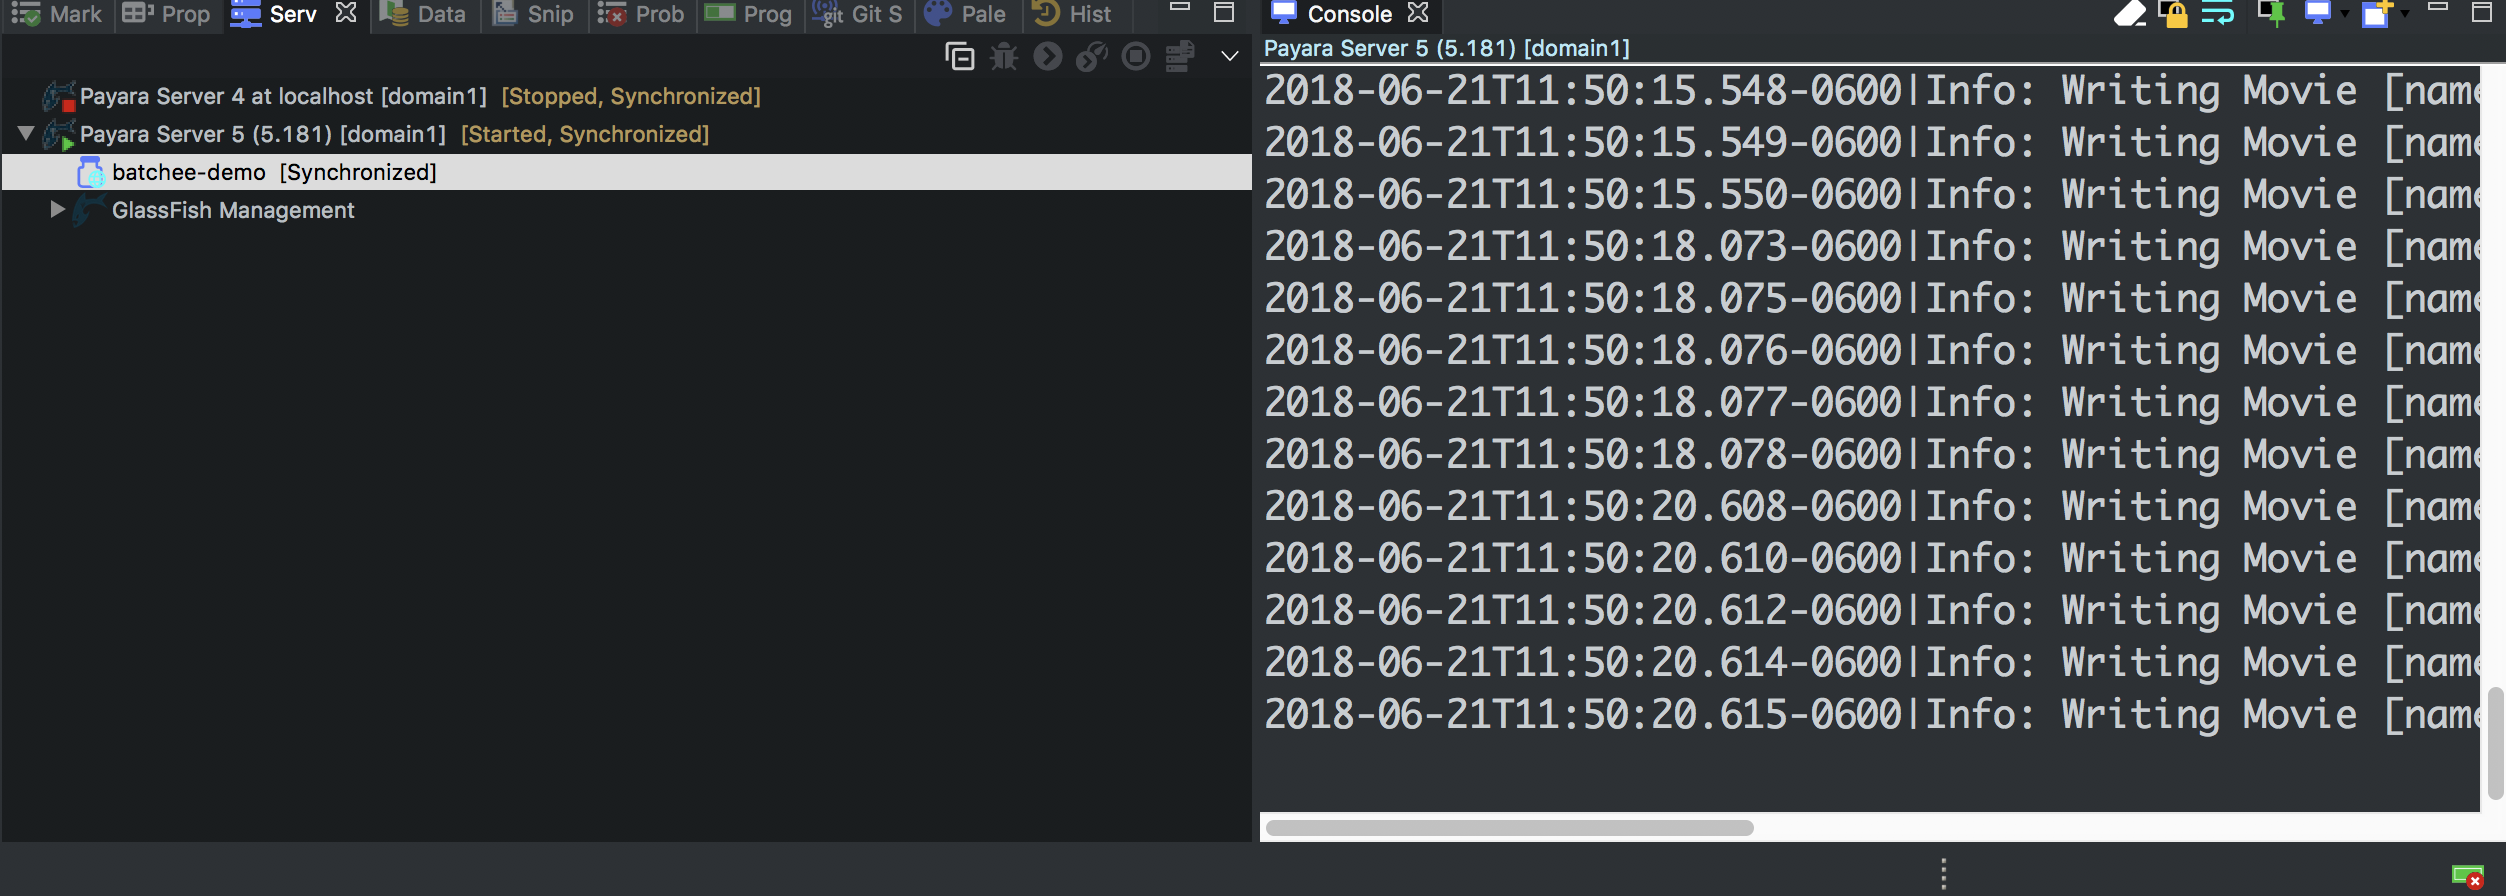 Mark Prop Serv Data Snip Prob Prog Git S Pale Hist
Payara Server 4 at localhost [domain1] [Stopped, Synchronized]
Payara Server 5 (5.181) [domain1] [Started, Synchronized]
batchee-demo [Synchronized]
GlassFish Management
Console
Payara Server 5 (5.181) [domain1]
2018-06-21T11:50:15.548-0600|Info: Writing Movie [name
2018-06-21T11:50:15.549-0600|Info: Writing Movie [name
2018-06-21T11:50:15.550-0600|Info: Writing Movie [name
2018-06-21T11:50:18.073-0600|Info: Writing Movie [name
2018-06-21T11:50:18.075-0600|Info: Writing Movie [name
2018-06-21T11:50:18.076-0600|Info: Writing Movie [name
2018-06-21T11:50:18.077-0600|Info: Writing Movie [name
2018-06-21T11:50:18.078-0600|Info: Writing Movie [name
2018-06-21T11:50:20.608-0600|Info: Writing Movie [name
2018-06-21T11:50:20.610-0600|Info: Writing Movie [name
2018-06-21T11:50:20.612-0600|Info: Writing Movie [name
2018-06-21T11:50:20.614-0600|Info: Writing Movie [name
2018-06-21T11:50:20.615-0600|Info: Writing Movie [name